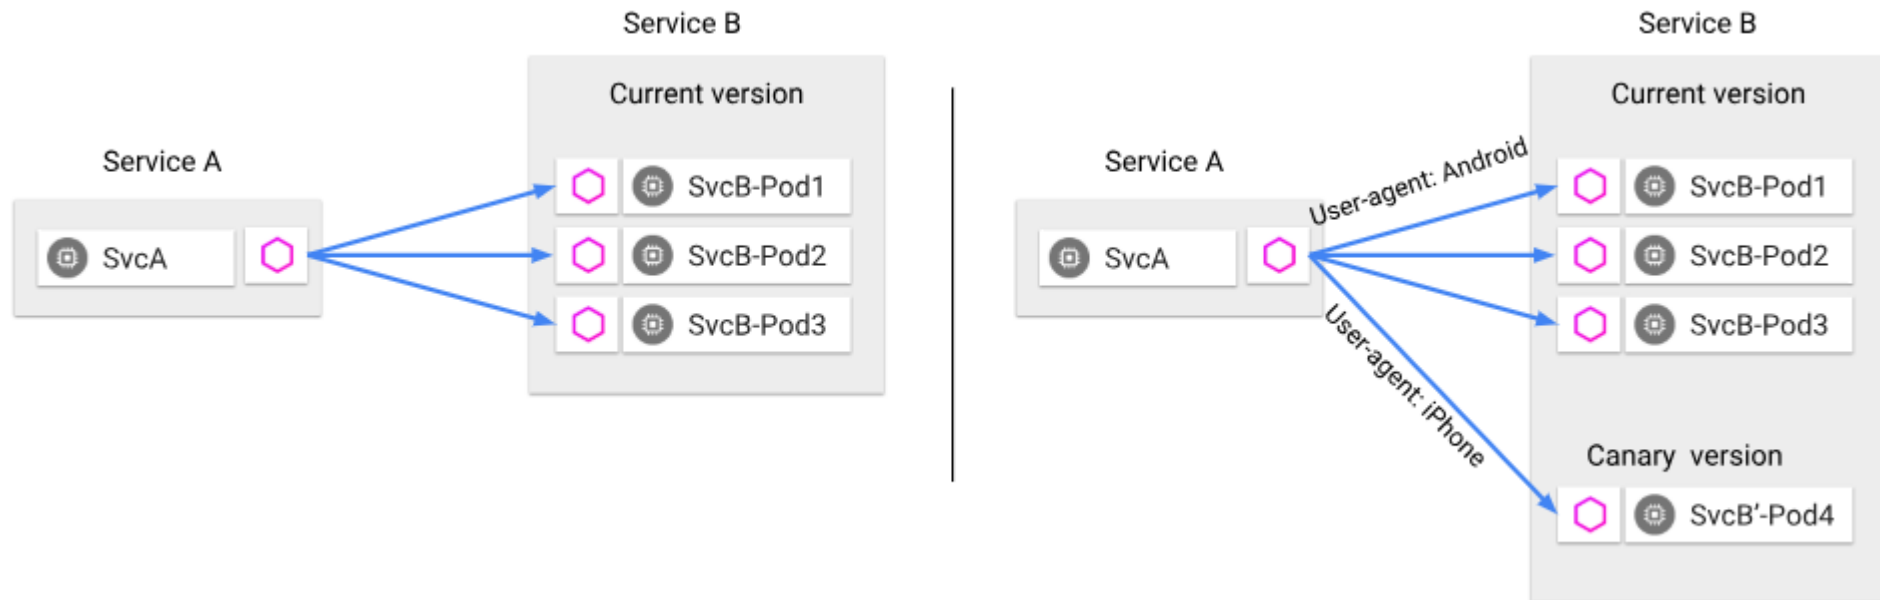 Service B
Current version
Service A
SvcA
SvcB-Pod1
SvcB-Pod2
SvcB-Pod3
Service B
Current version
Service A
User-agent: Android
SvcA
SvcB-Pod1
SvcB-Pod2
SvcB-Pod3
User-agent: iPhone
Canary version
SvcB’-Pod4